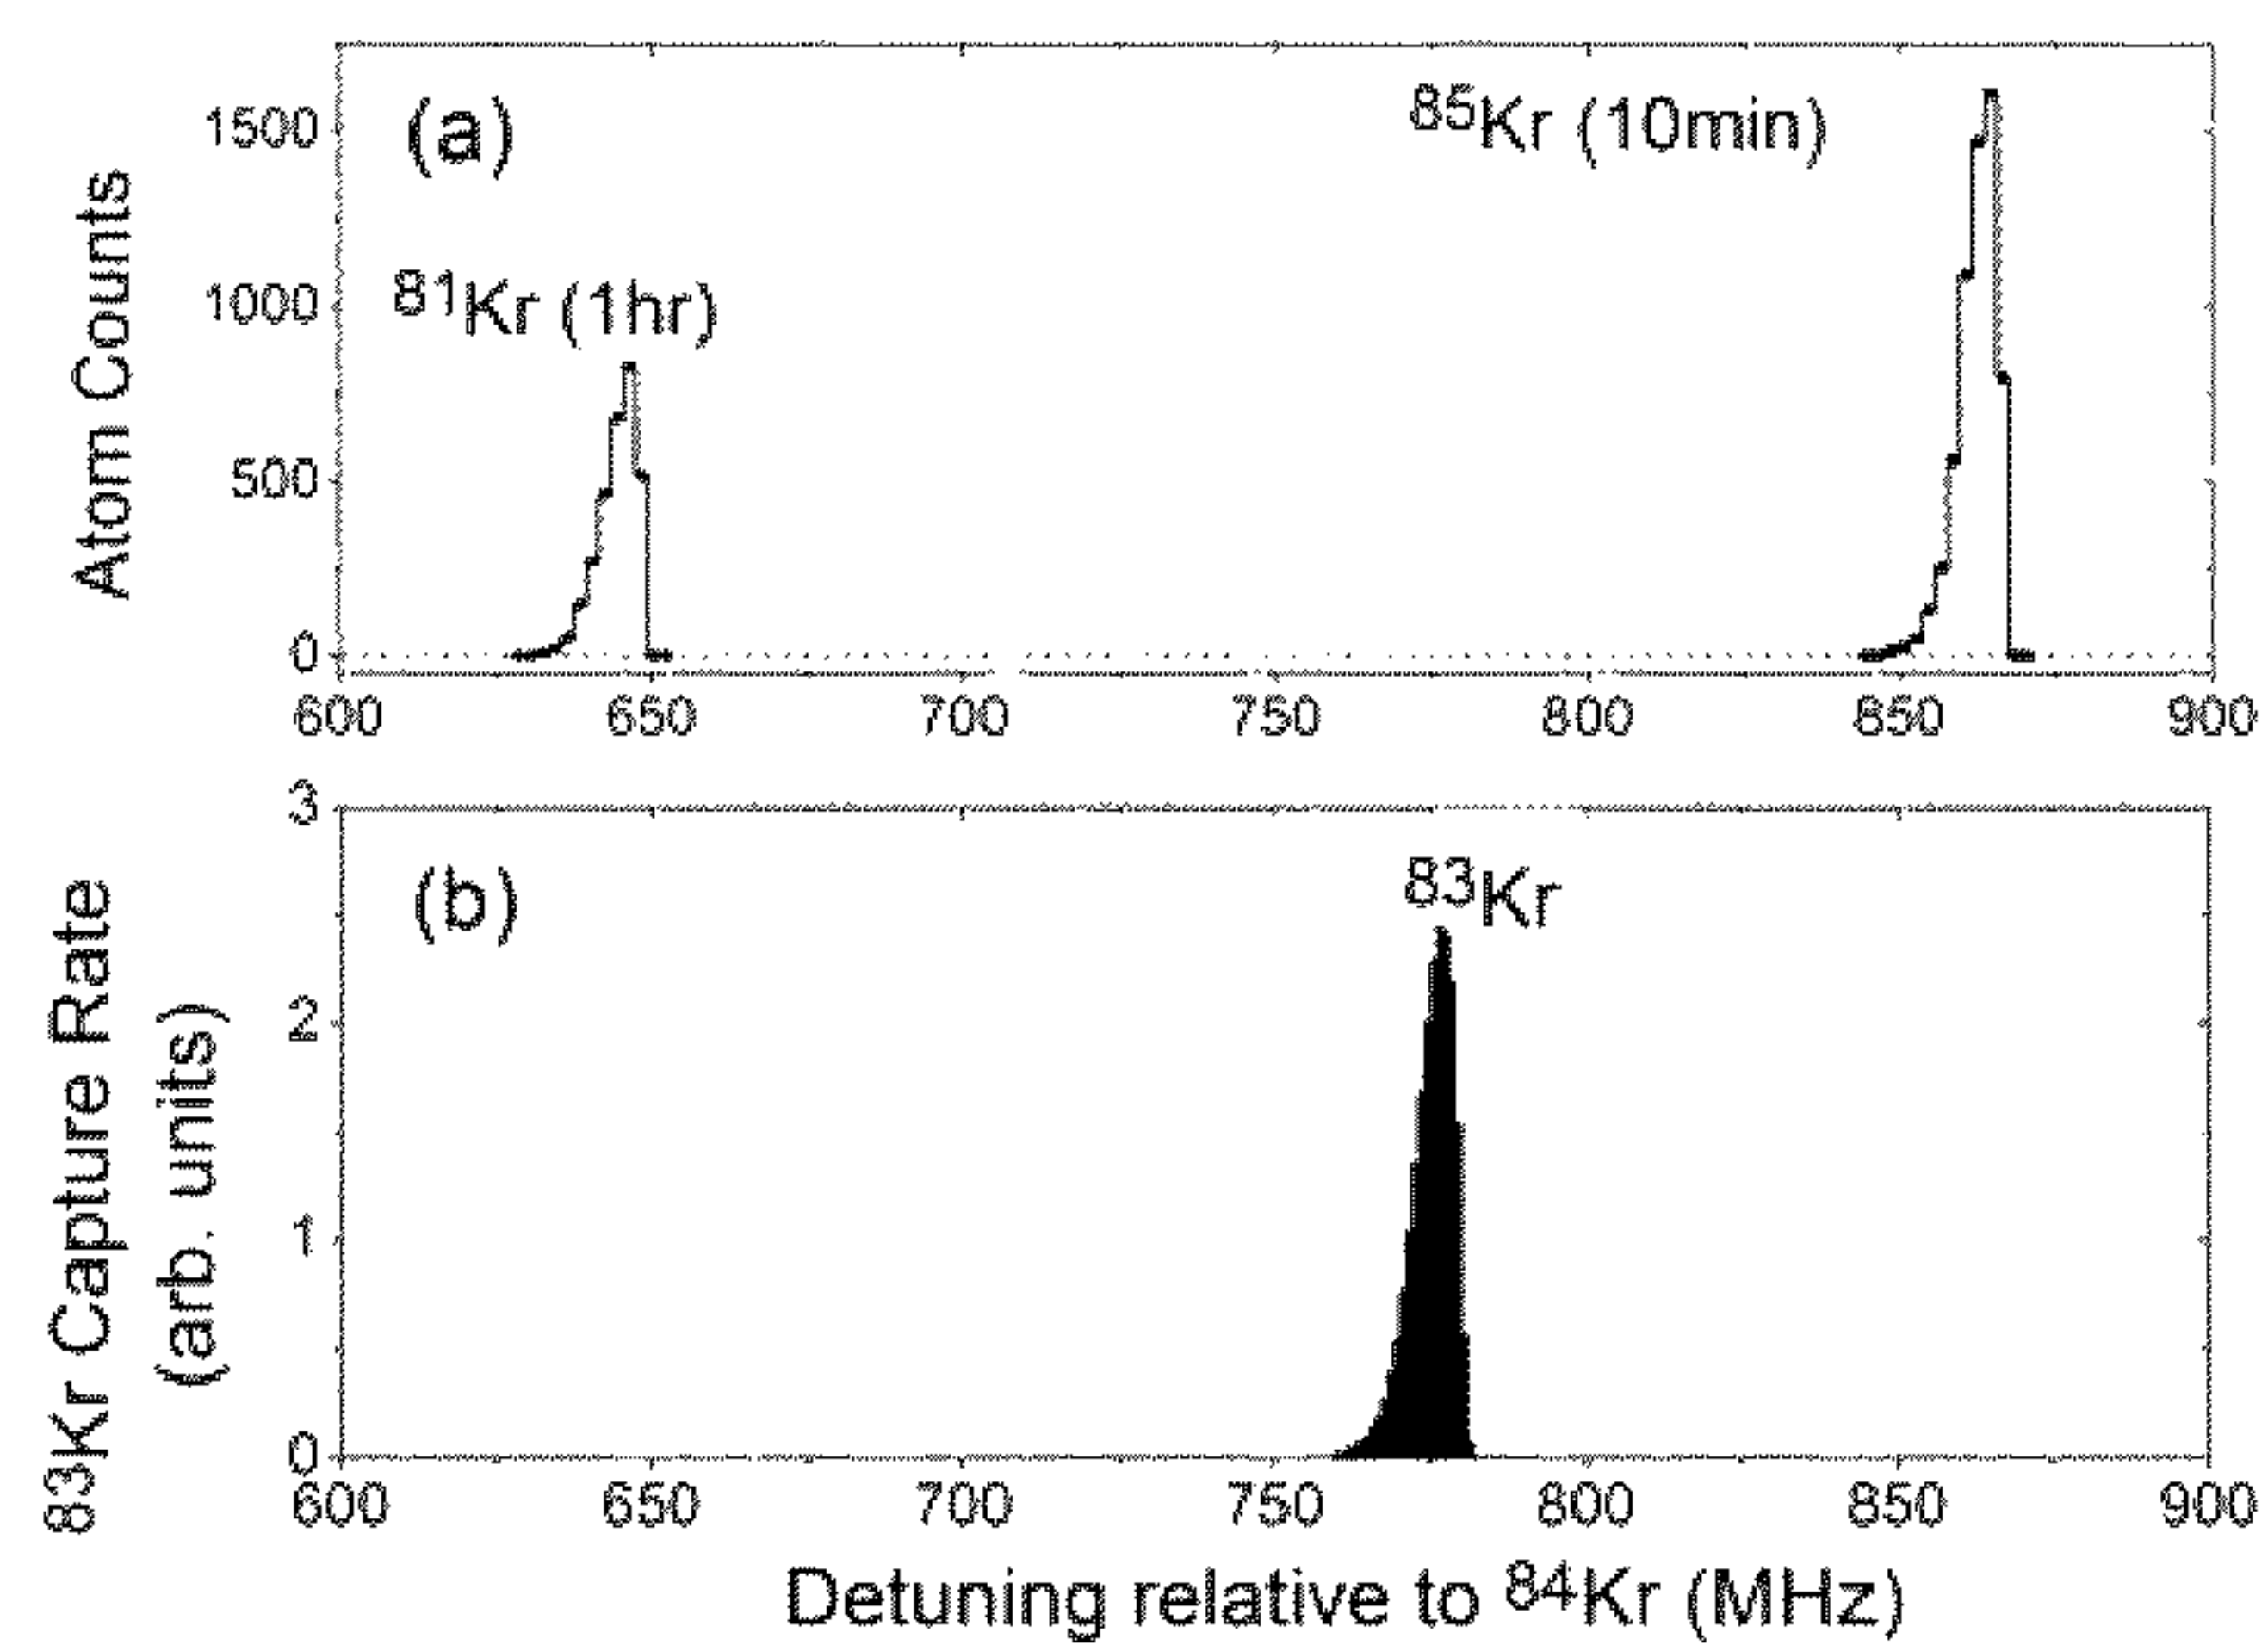 (a)
⁸⁵Kr (10min)
⁸¹Kr (1hr)
Atom Counts
1500
1000
500
0
600 650 700 750 800 850 900
(b)
⁸³Kr
83Kr Capture Rate
(arb. units)
3
2
1
0
600 650 700 750 800 850 900
Detuning relative to ⁸⁴Kr (MHz)